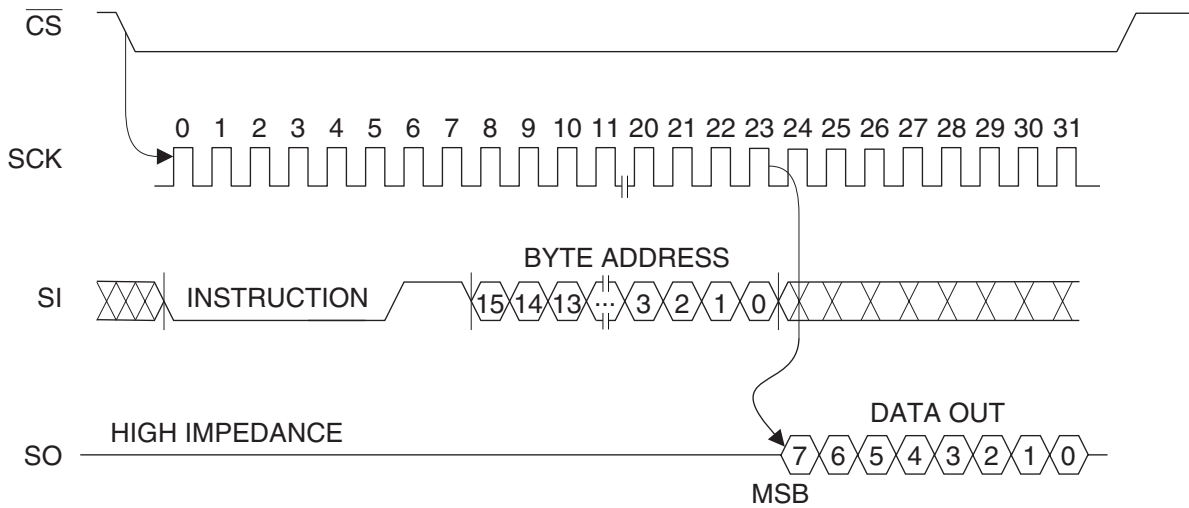 CS
0 1 2 3 4 5 6 7 8 9 10 11 20 21 22 23 24 25 26 27 28 29 30 31
SCK
BYTE ADDRESS
SI INSTRUCTION 15 14 13 ... 3 2 1 0
DATA OUT
HIGH IMPEDANCE
SO 7 6 5 4 3 2 1 0
MSB